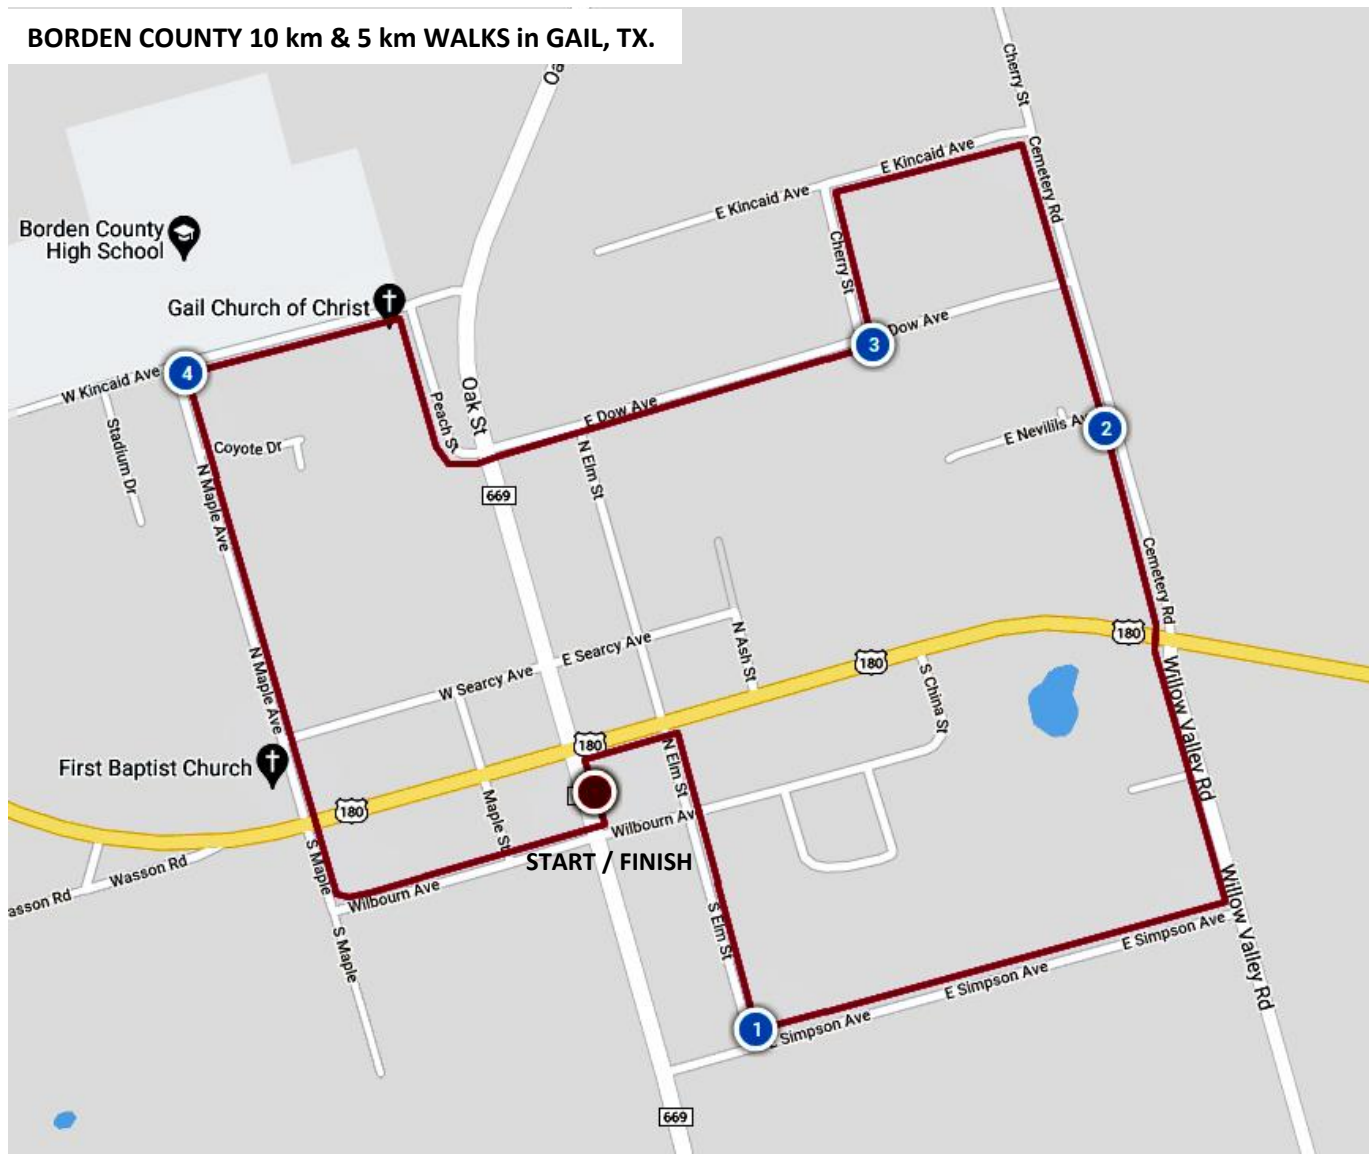 BORDEN COUNTY 10 km & 5 km WALKS in GAIL, TX.
Cherry St
E Kincaid Ave
Cemetery Rd
E Kincaid Ave
Borden County
High School
Cherry St
Gail Church of Christ
Dow Ave
3
4
W Kincaid Ave
Oak St
Peach St
E Dow Ave
Stadium Dr
Coyote Dr
N Elm St
E Nevilils Av
2
N Maple Ave
669
Cemetery Rd
N Maple Ave
E Searcy Ave
W Searcy Ave
N Ash St
180
180
S China St
Willow Valley Rd
180
First Baptist Church
N Elm St
180
Maple St
Wilbourn Av
START / FINISH
S Maple
Wasson Rd
asson Rd
Wilbourn Ave
S Elm St
Willow Valley Rd
S Maple
E Simpson Ave
E Simpson Ave
1
E Simpson Ave
669